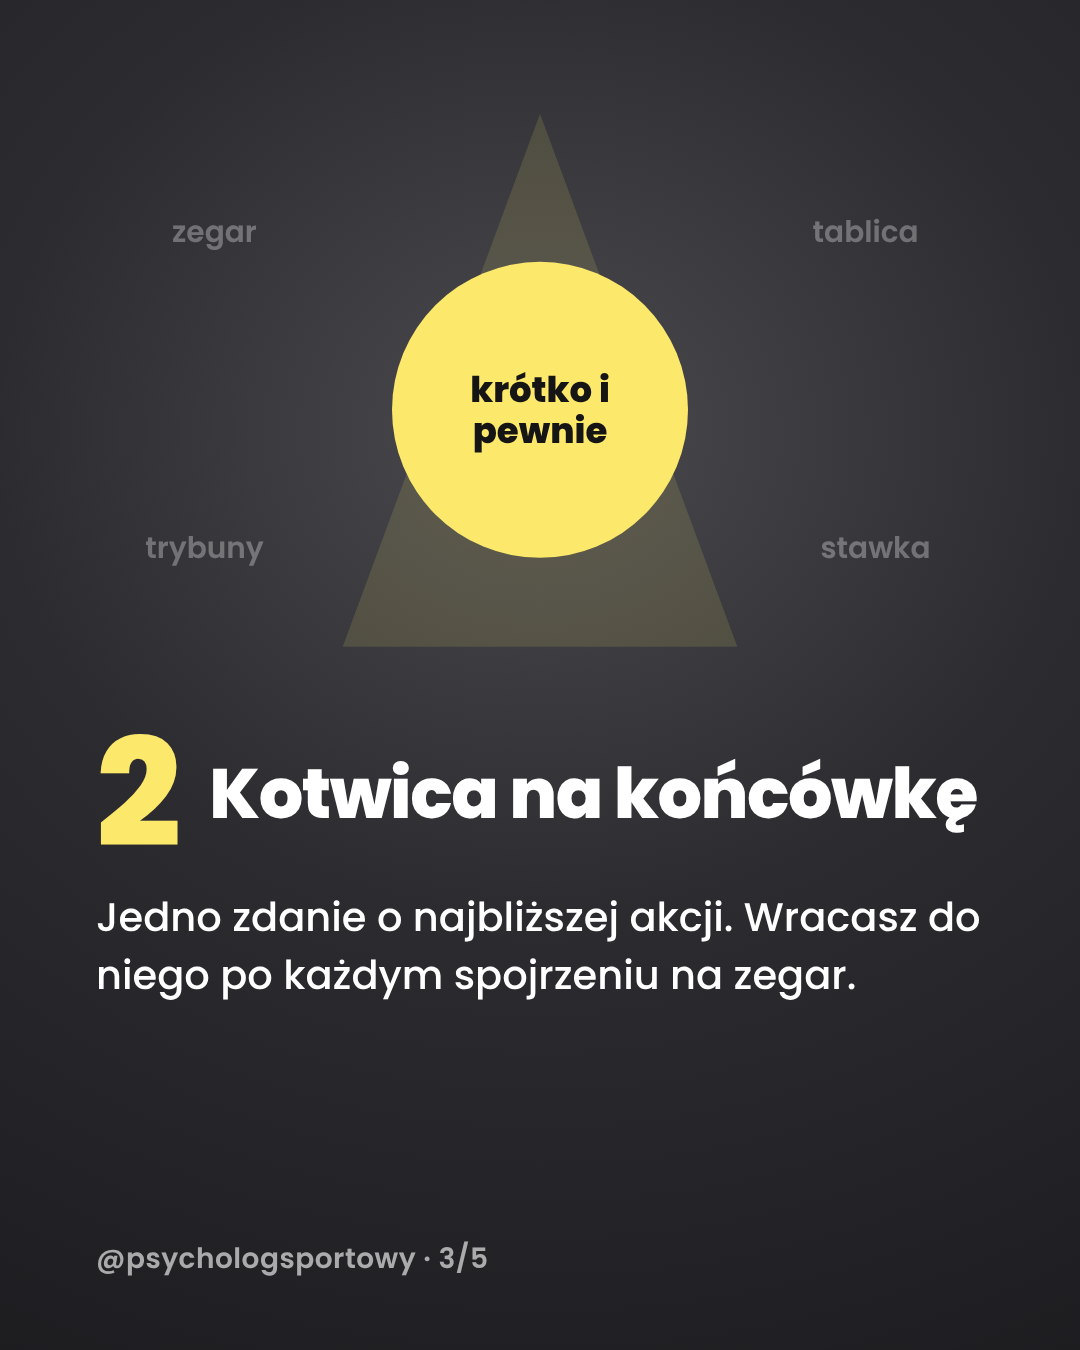 zegar
tablica
krótko i
pewnie
trybuny
stawka
2 Kotwica na końcówkę
Jedno zdanie o najbliższej akcji. Wracasz do
niego po każdym spojrzeniu na zegar.
@psychologsportowy · 3/5